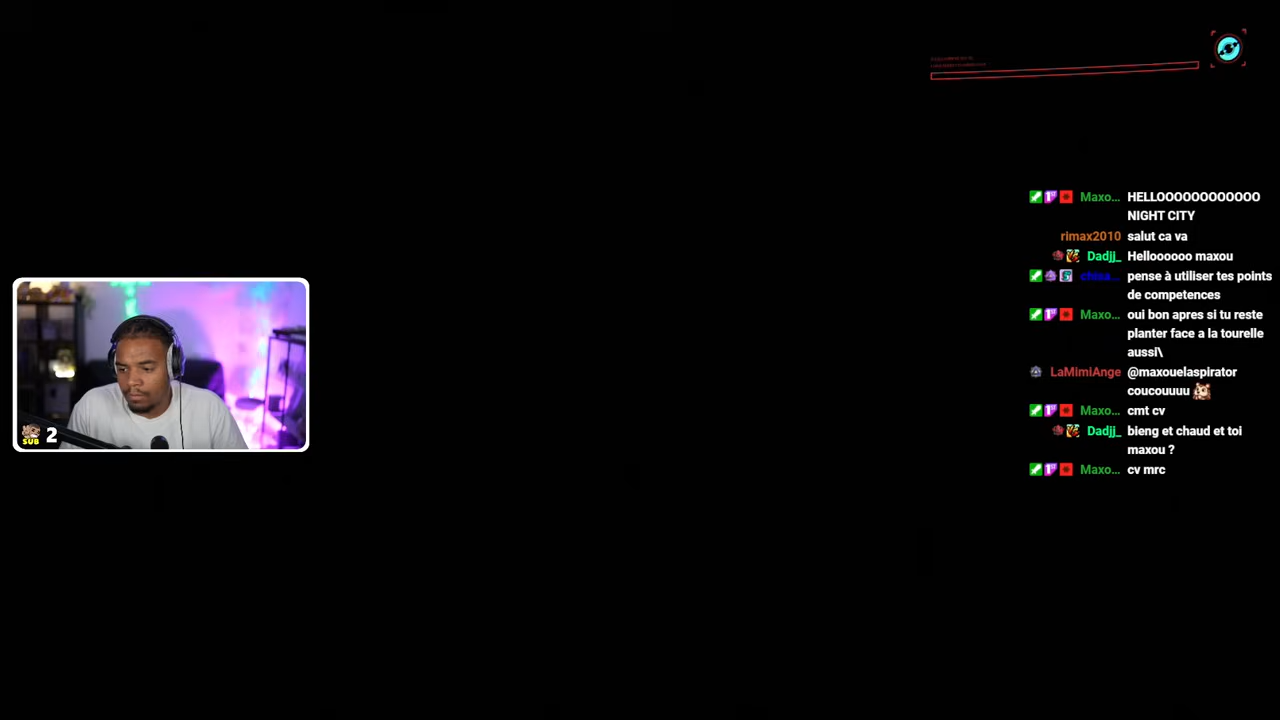 Maxo... HELLOOOOOOOOOOOO
NIGHT CITY
rimax2010 salut ca va
Dadjj_ Helloooooo maxou
pense à utiliser tes points
de competences
Maxo... oui bon apres si tu reste
planter face a la tourelle
aussi\
LaMimiAnge @maxouelaspirator
coucouuuu
Maxo... cmt cv
Dadjj_ bieng et chaud et toi
maxou ?
Maxo... cv mrc
SUB 2